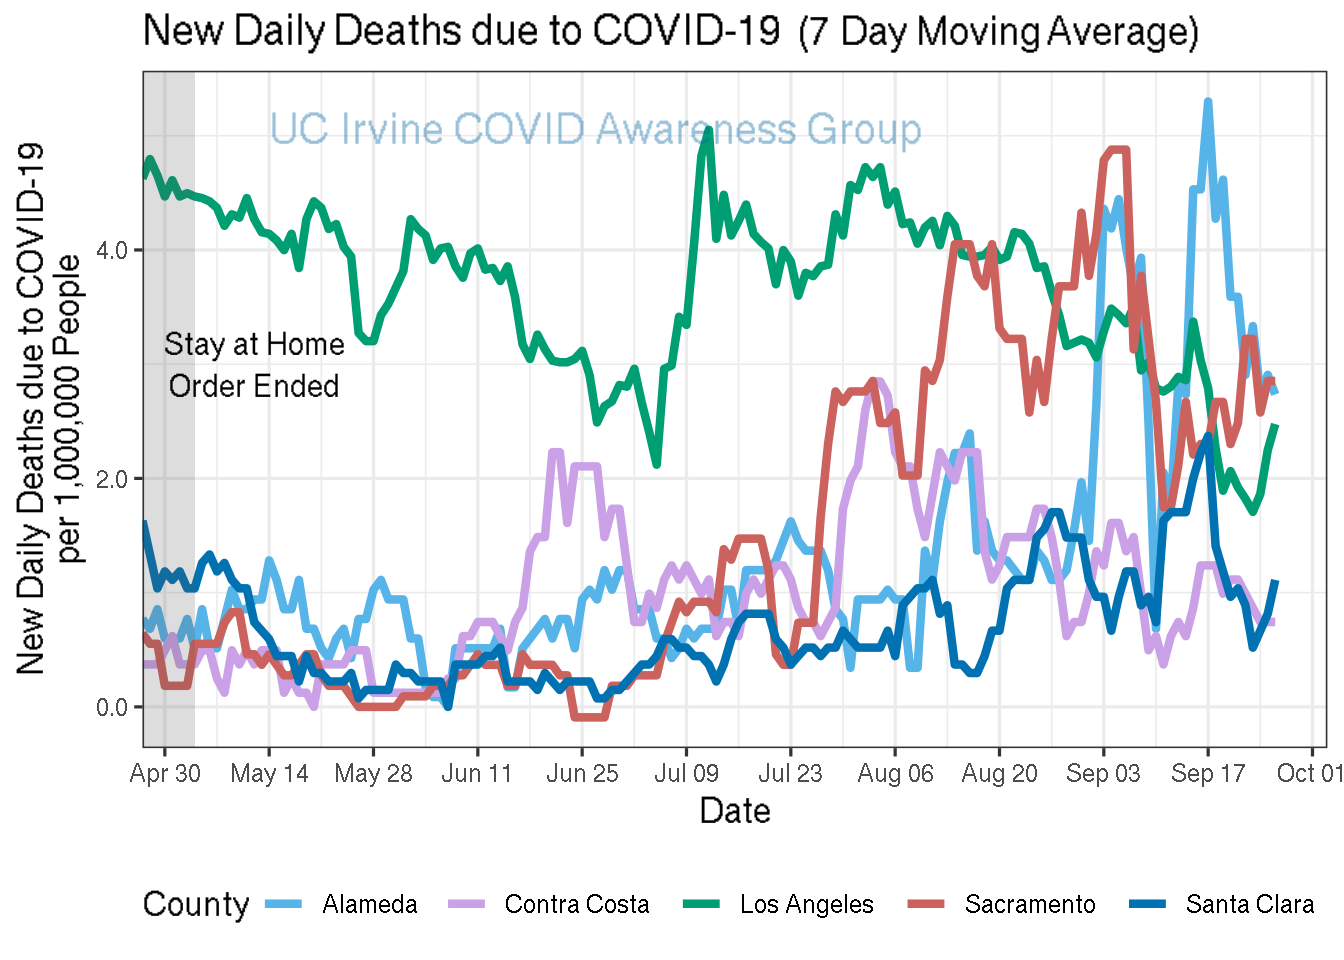 New Daily Deaths due to COVID-19 (7 Day Moving Average)
UC Irvine COVID Awareness Group
New Daily Deaths due to COVID-19
per 1,000,000 People
4.0
2.0
0.0
Stay at Home
Order Ended
Apr 30 May 14 May 28 Jun 11 Jun 25 Jul 09 Jul 23 Aug 06 Aug 20 Sep 03 Sep 17 Oct 01
Date
County Alameda Contra Costa Los Angeles Sacramento Santa Clara